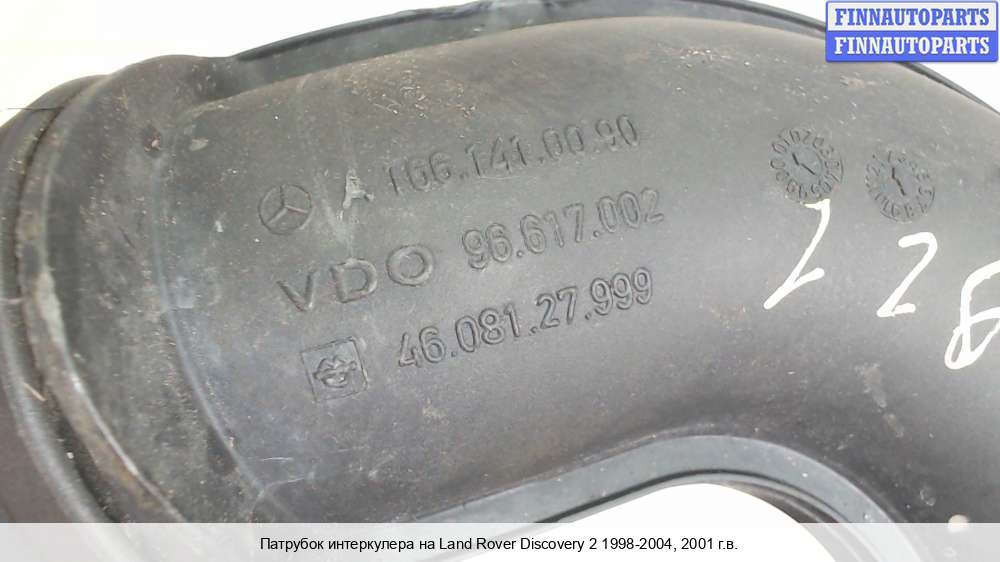 FINNAUTOPARTS
FINNAUTOPARTS
A 166.141.00.90
VDO 96.617.002
46.081.27.999
Патрубок интеркулера на Land Rover Discovery 2 1998-2004, 2001 г.в.